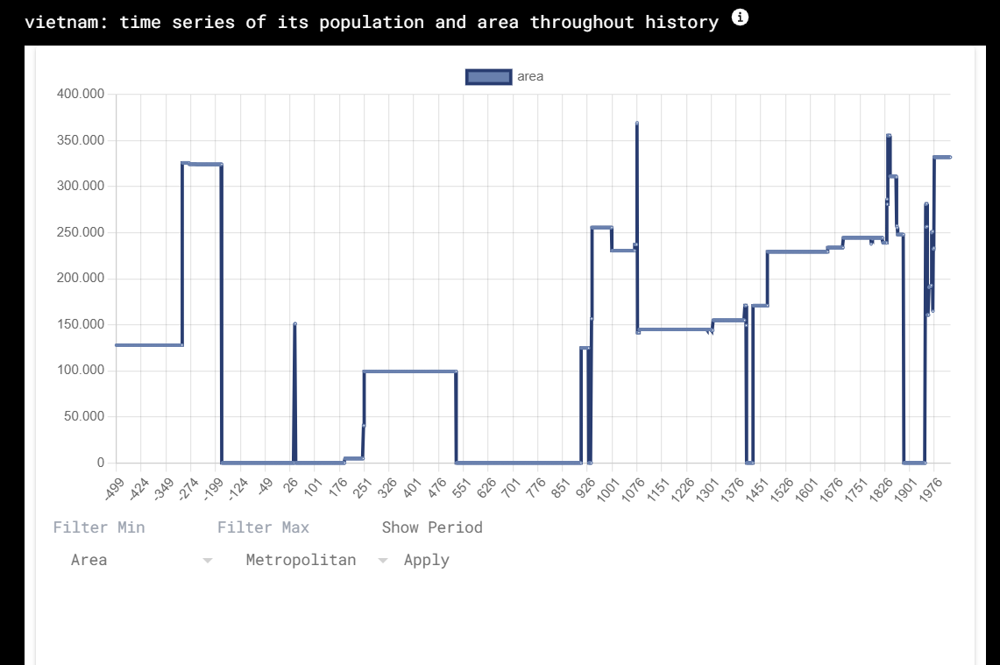 vietnam: time series of its population and area throughout history i
area
400.000
350.000
300.000
250.000
200.000
150.000
100.000
50.000
0
-499 -424 -349 -274 -199 -124 -49 26 101 176 251 326 401 476 551 626 701 776 851 926 1001 1076 1151 1226 1301 1376 1451 1526 1601 1676 1751 1826 1901 1976
Filter Min Filter Max Show Period
Area Metropolitan Apply